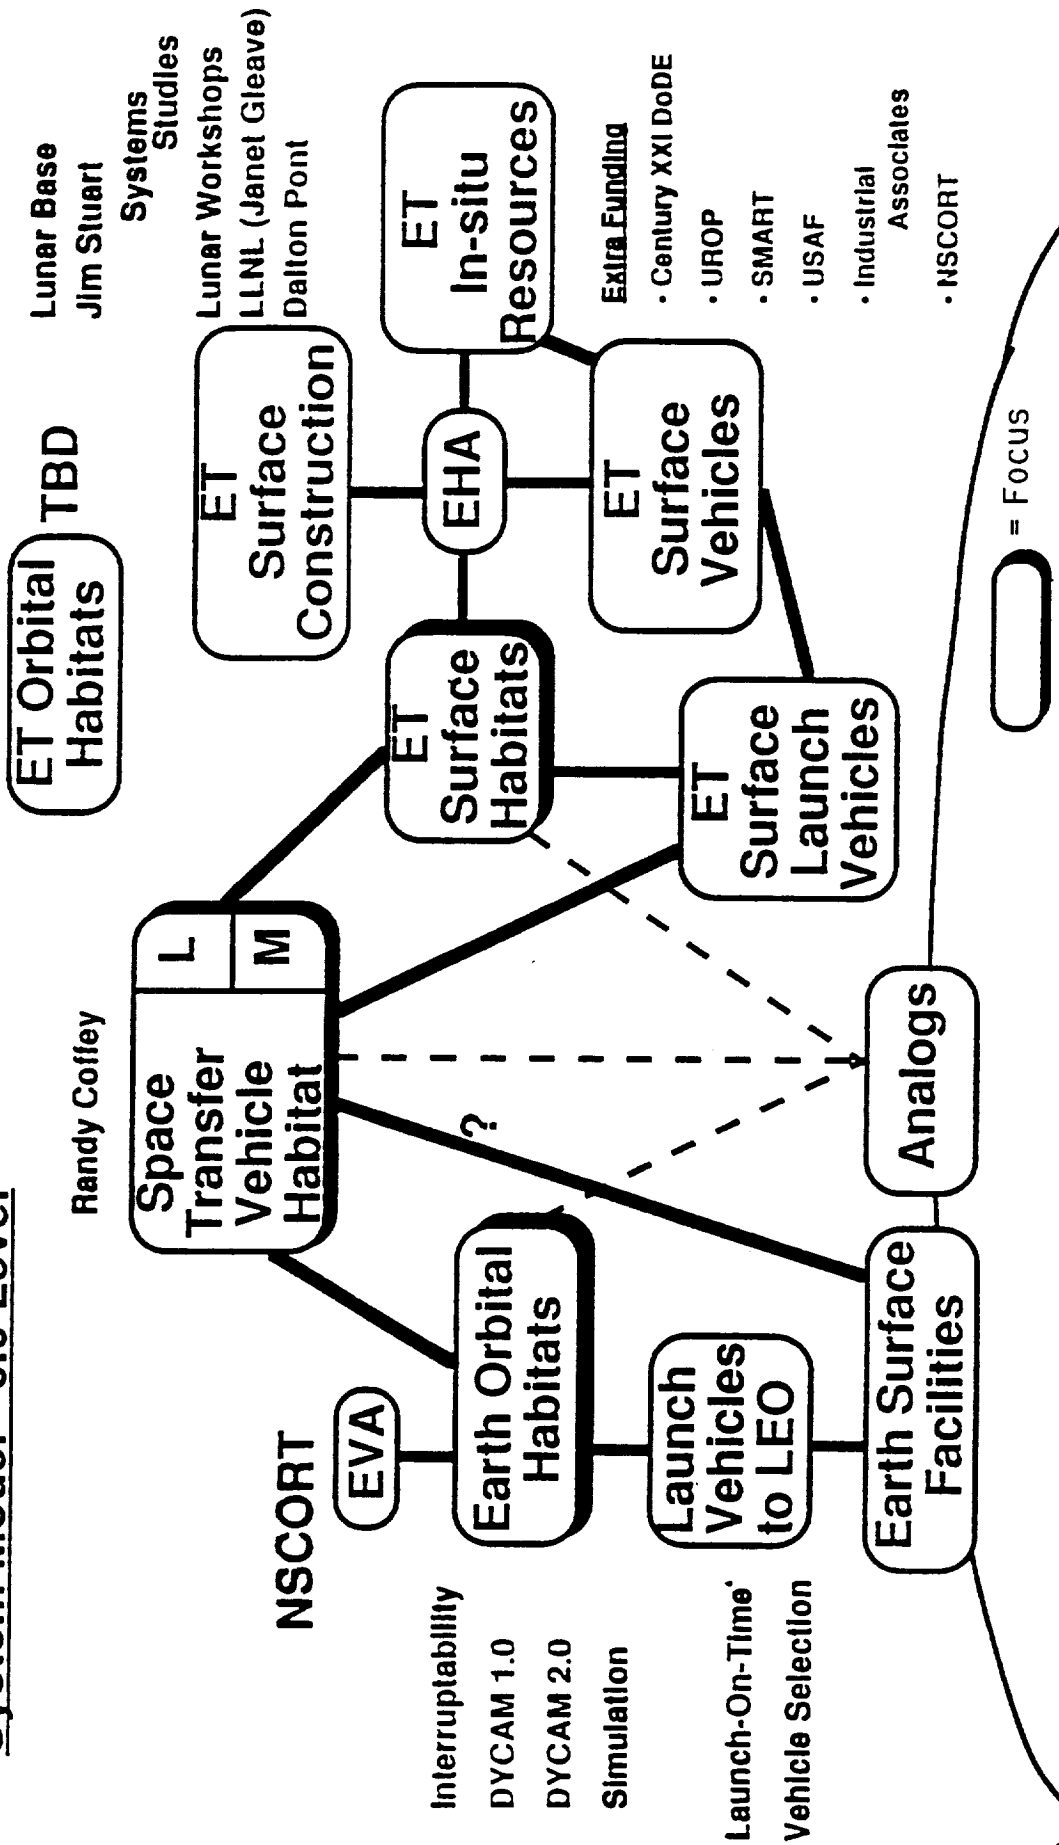 Randy Coffey
ET Orbital
Habitats
TBD
Lunar Base
Jim Stuart
Systems
Studies
Lunar Workshops
LLNL (Janet Gleave)
Dalton Pont
Space
Transfer
Vehicle
Habitat
L
M
ET
Surface
Construction
NSCORT
EVA
EHA
ET
In-situ
Resources
ET
Surface
Habitats
Interruptability
DYCAM 1.0
DYCAM 2.0
Simulation
Earth Orbital
Habitats
?
ET
Surface
Vehicles
Extra Funding
· Century XXI DoDE
· UROP
· SMART
· USAF
· Industrial
Associates
· NSCORT
Launch
Vehicles
to LEO
ET
Surface
Launch
Vehicles
Launch-On-Time'
Vehicle Selection
Earth Surface
Facilities
Analogs
= Focus